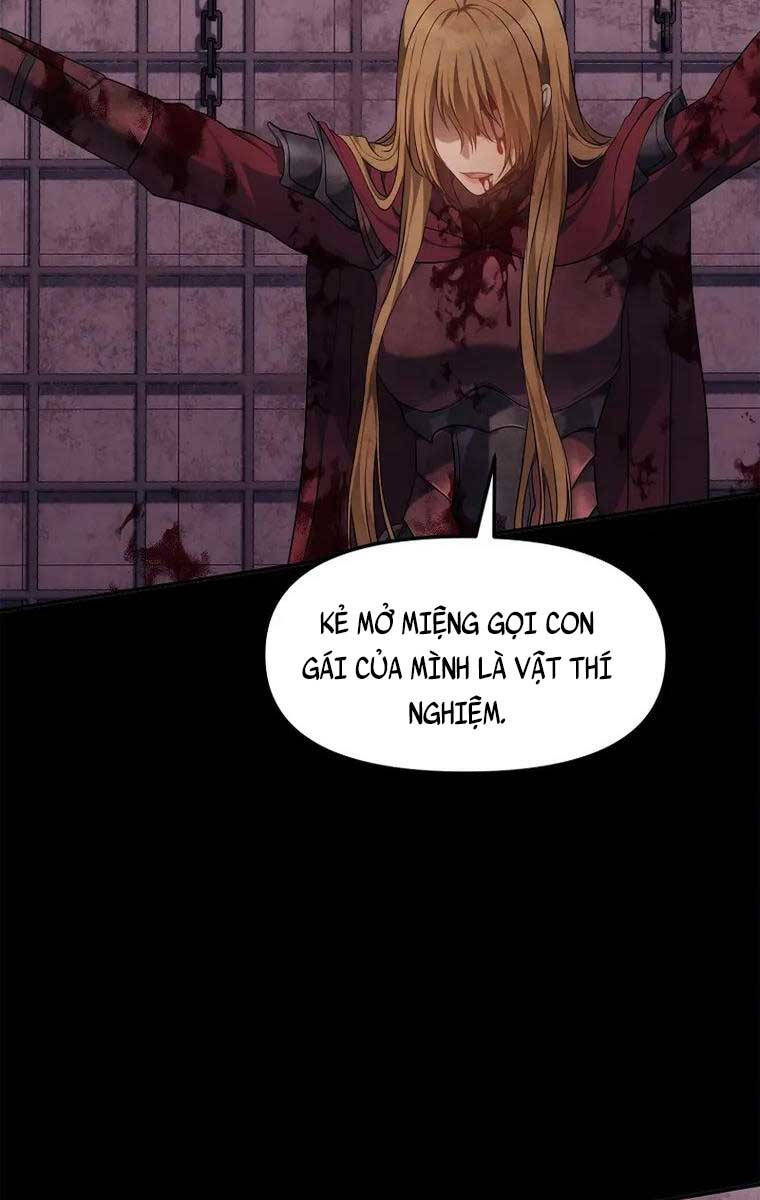 KẺ MỞ MIỆNG GỌI CON
GÁI CỦA MÌNH LÀ VẬT THÍ
NGHIỆM.